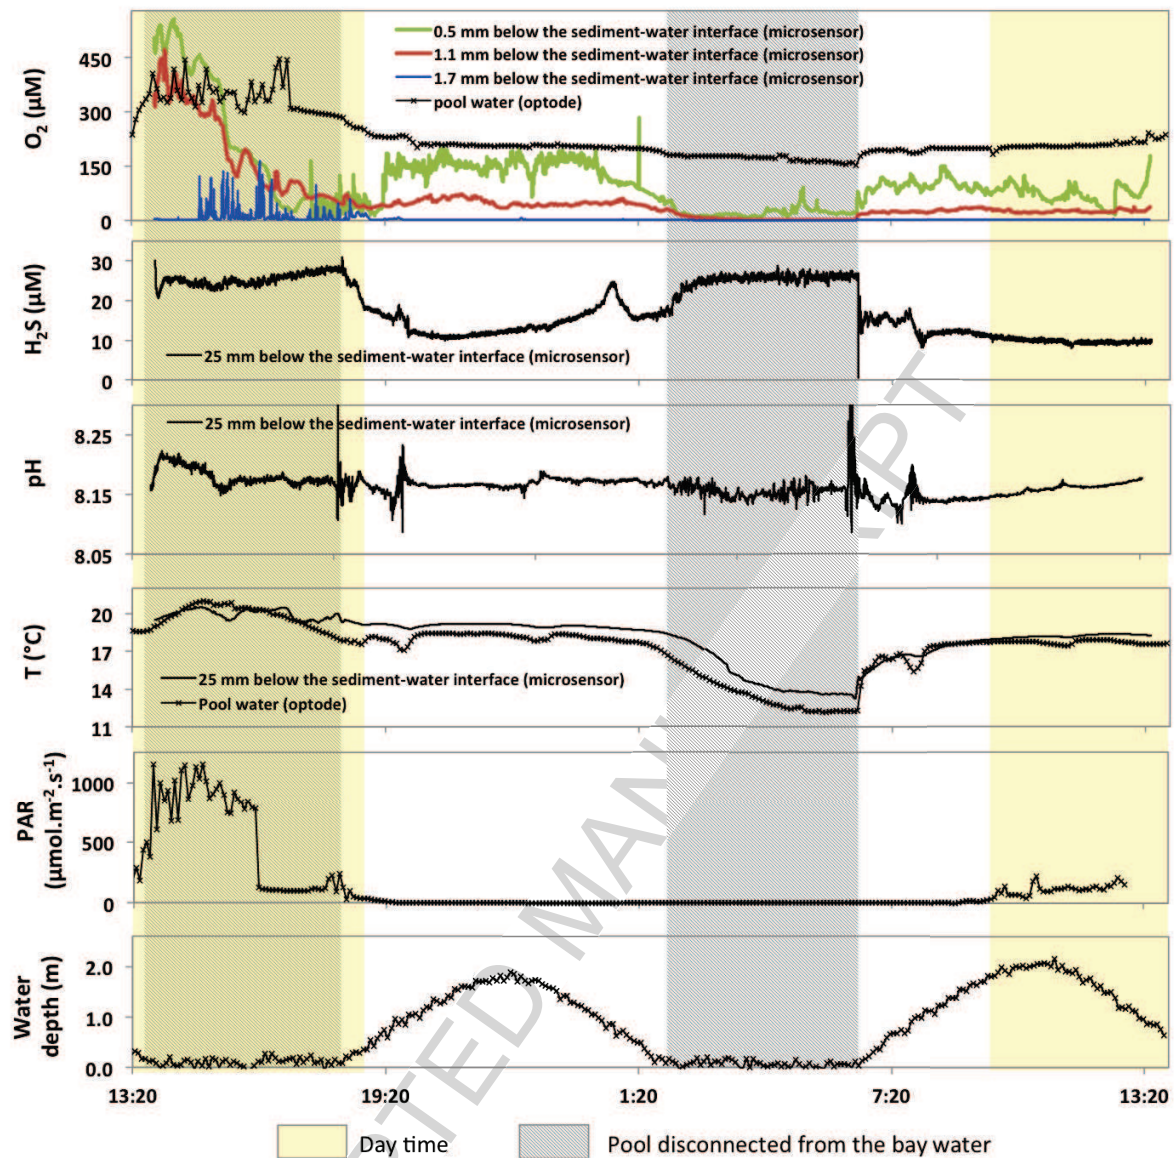 O2 (µM)
450
300
150
0
0.5 mm below the sediment-water interface (microsensor)
1.1 mm below the sediment-water interface (microsensor)
1.7 mm below the sediment-water interface (microsensor)
pool water (optode)
H2S (µM)
30
20
10
0
25 mm below the sediment-water interface (microsensor)
pH
8.25
8.15
8.05
25 mm below the sediment-water interface (microsensor)
T (°C)
20
17
14
11
25 mm below the sediment-water interface (microsensor)
Pool water (optode)
PAR
(µmol.m-2.s-1)
1000
500
0
Water
depth (m)
2.0
1.0
0.0
13:20
19:20
1:20
7:20
13:20
Day time
Pool disconnected from the bay water
PTED MANU
RPT